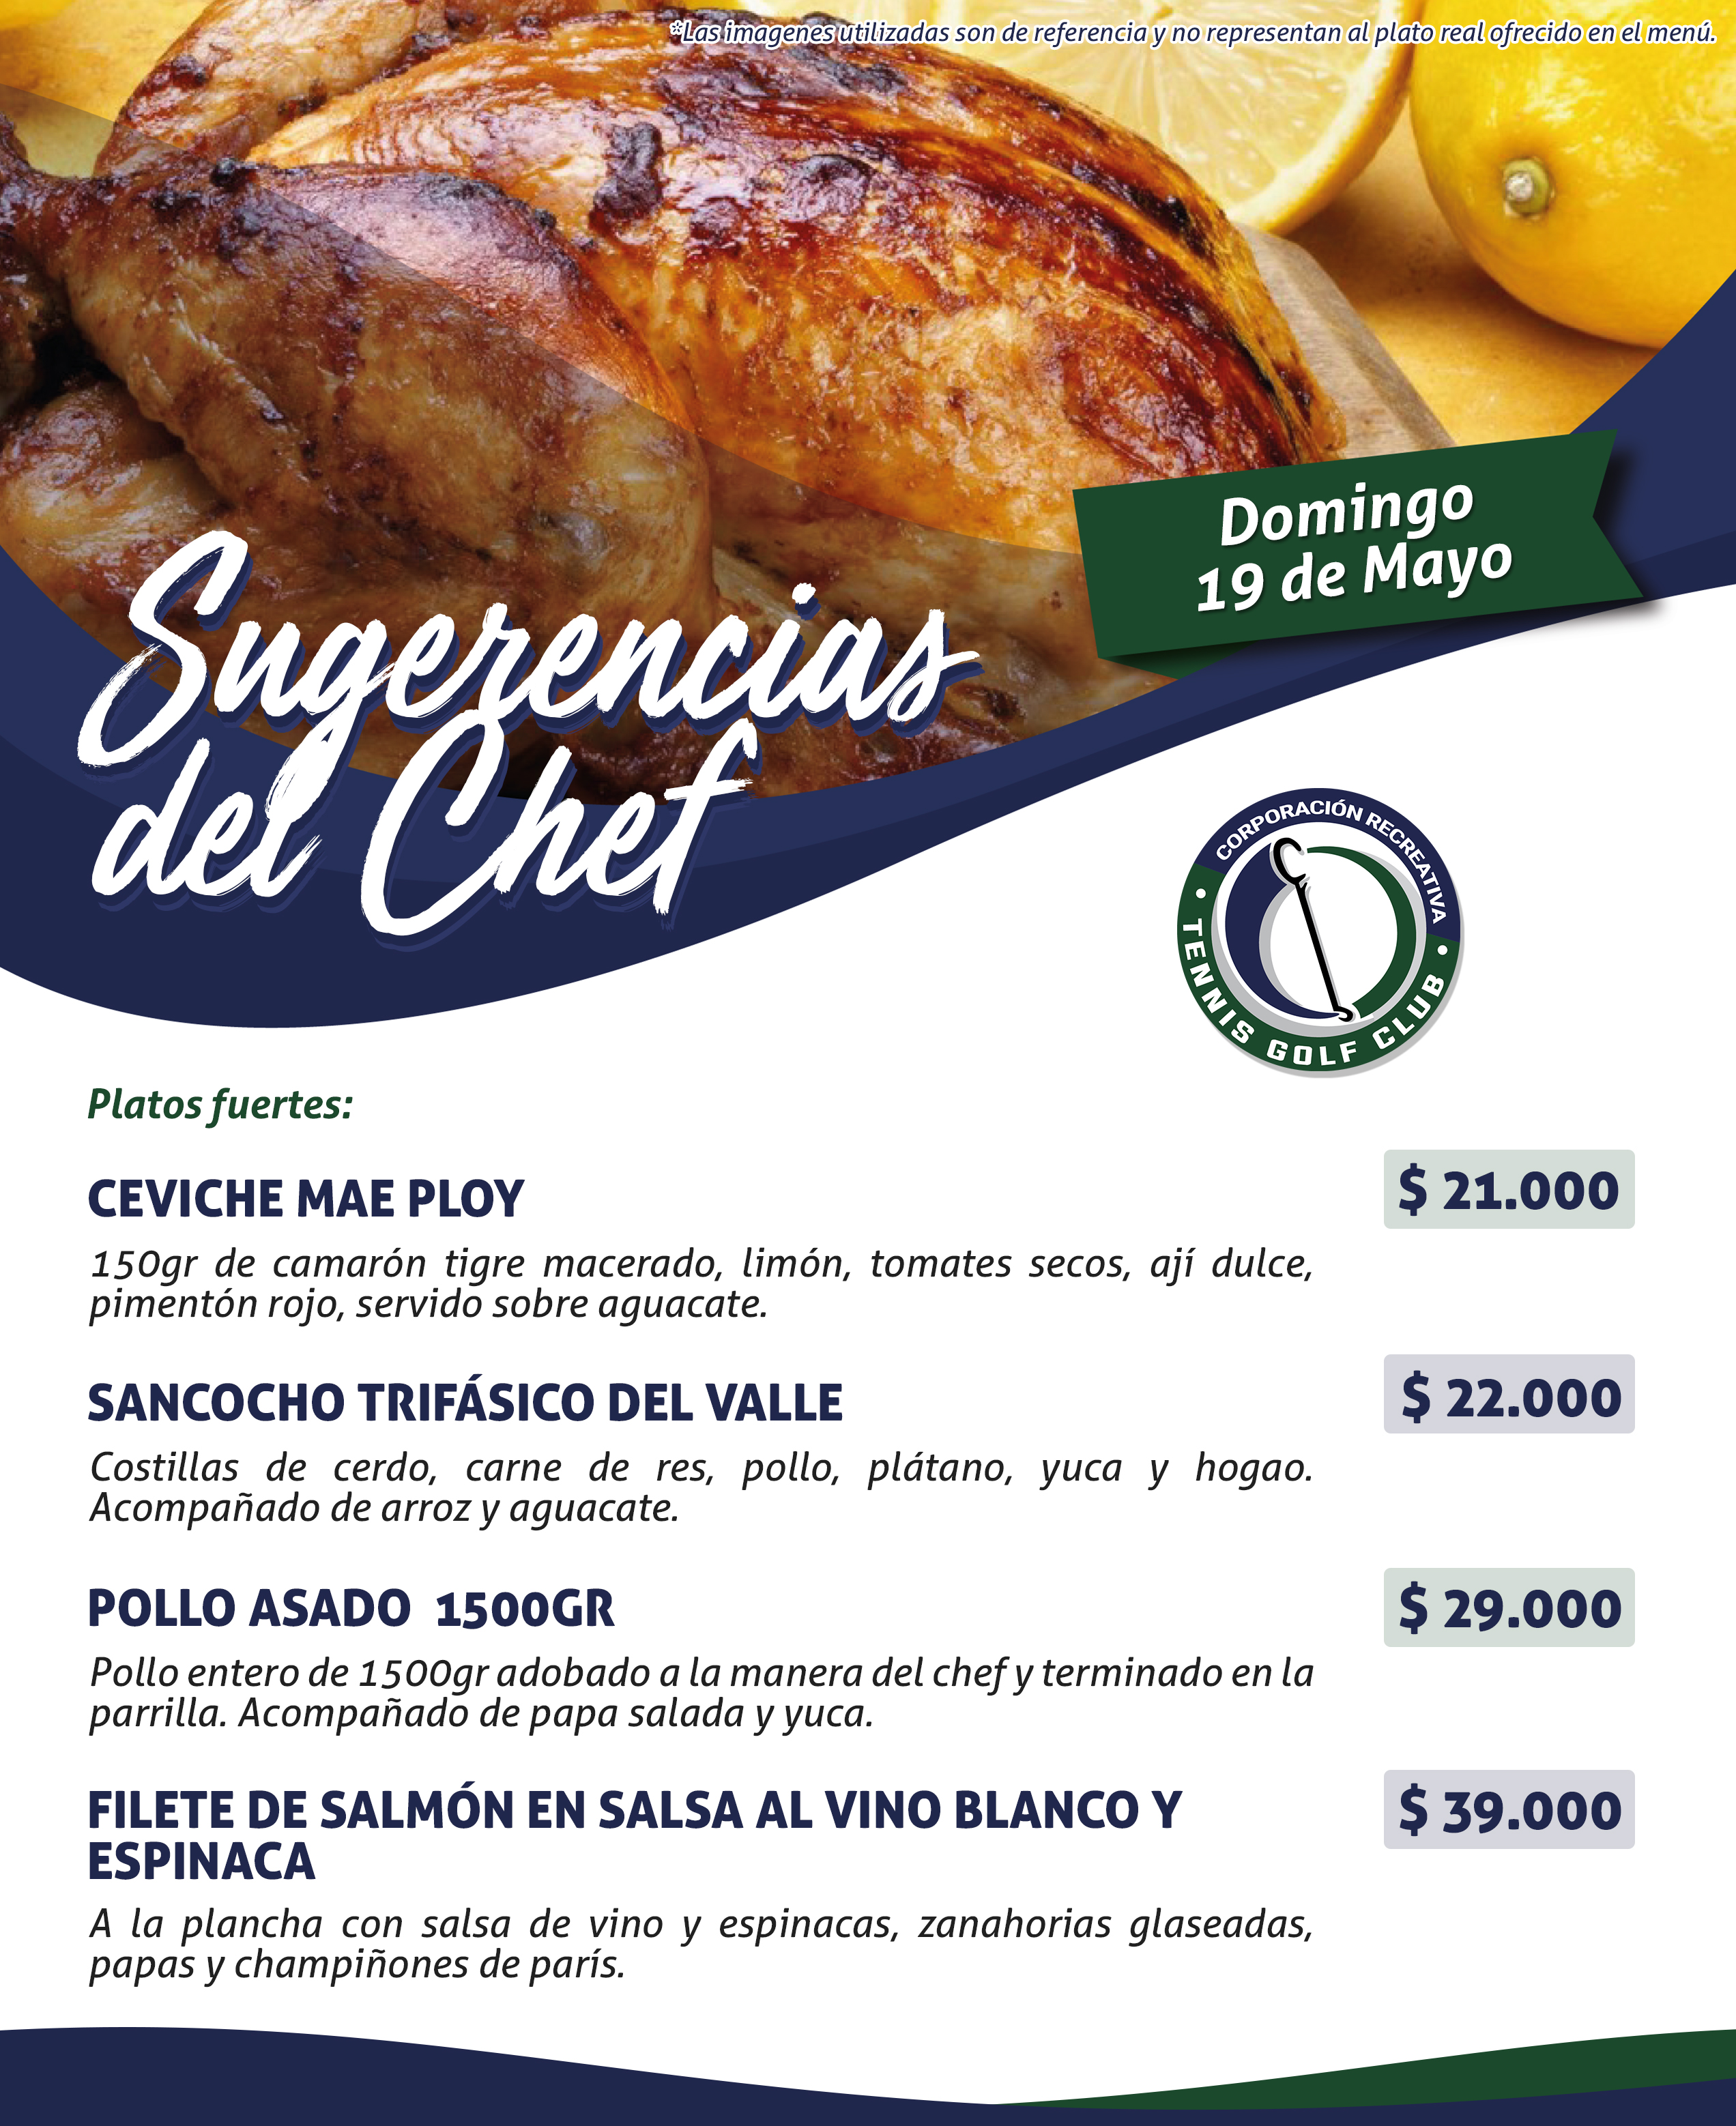 *Las imagenes utilizadas son de referencia y no representan al plato real ofrecido en el menú.
Domingo
19 de Mayo
Sugerencias
del Chef
CORPORACIÓN RECREATIVA
TENNIS GOLF CLUB
Platos fuertes:
CEVICHE MAE PLOY
$ 21.000
150gr de camarón tigre macerado, limón, tomates secos, ají dulce,
pimentón rojo, servido sobre aguacate.
SANCOCHO TRIFÁSICO DEL VALLE
$ 22.000
Costillas de cerdo, carne de res, pollo, plátano, yuca y hogao.
Acompañado de arroz y aguacate.
POLLO ASADO 1500GR
$ 29.000
Pollo entero de 1500gr adobado a la manera del chef y terminado en la
parrilla. Acompañado de papa salada y yuca.
FILETE DE SALMÓN EN SALSA AL VINO BLANCO Y
ESPINACA
$ 39.000
A la plancha con salsa de vino y espinacas, zanahorias glaseadas,
papas y champiñones de parís.